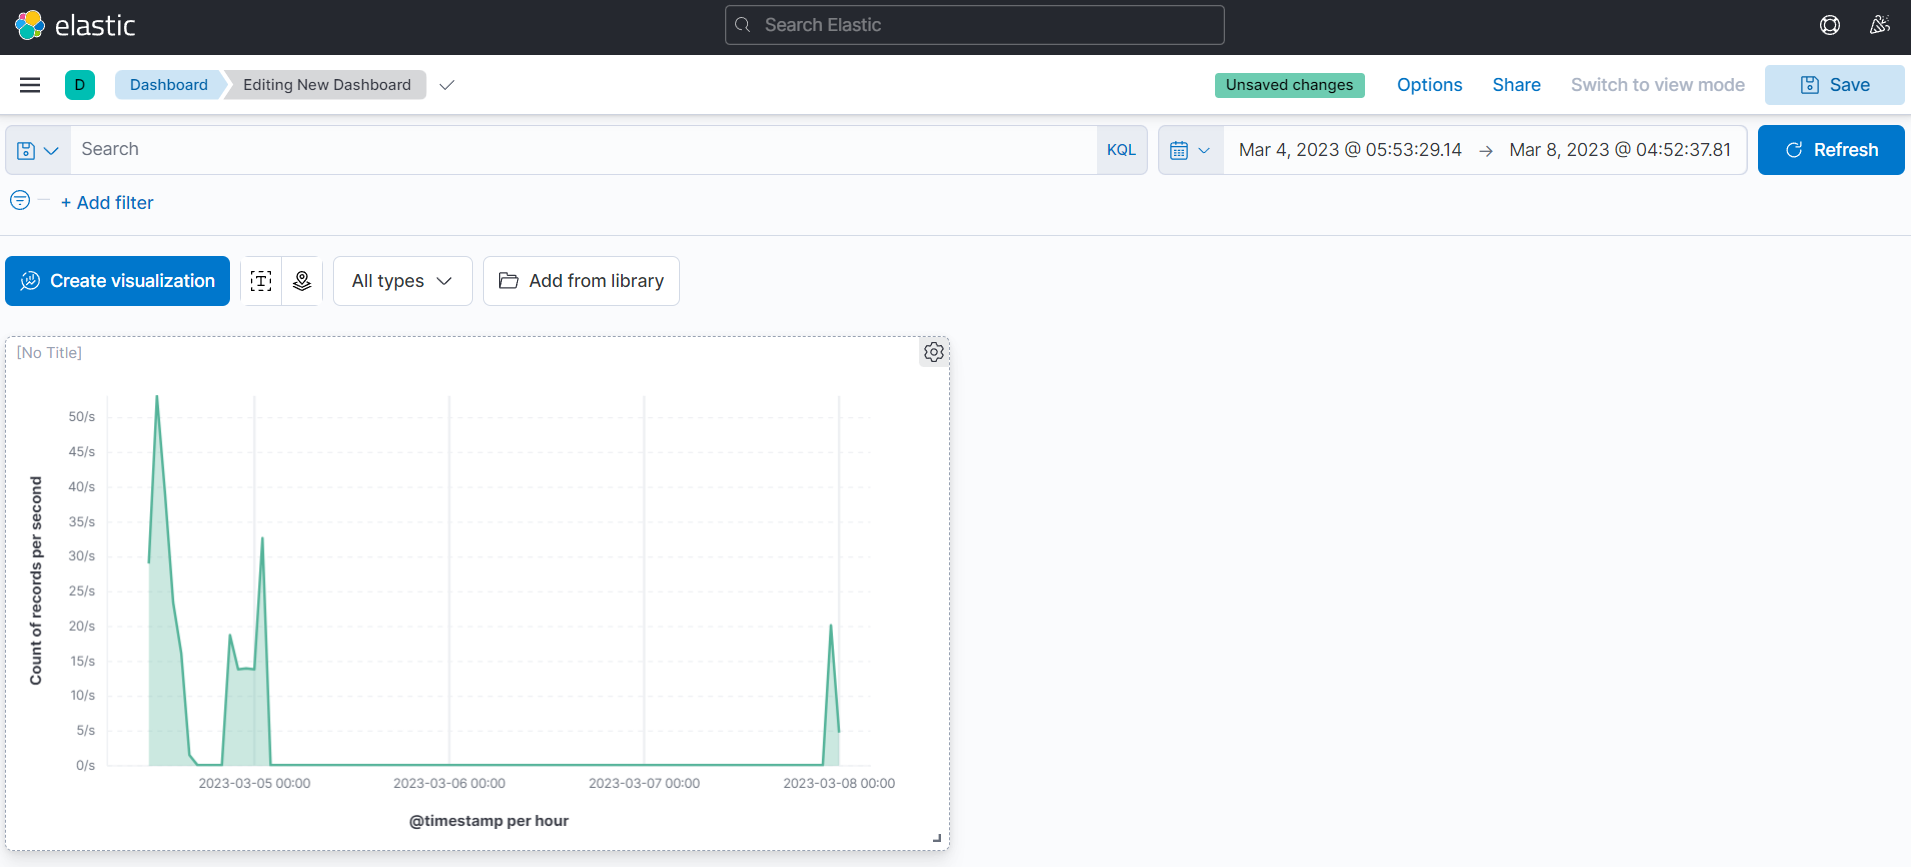 elastic
Search Elastic
D
Dashboard
Editing New Dashboard
Unsaved changes
Options
Share
Switch to view mode
Save
Search
KQL
Mar 4, 2023 @ 05:53:29.14 → Mar 8, 2023 @ 04:52:37.81
Refresh
+ Add filter
Create visualization
All types
Add from library
[No Title]
Count of records per second
50/s
45/s
40/s
35/s
30/s
25/s
20/s
15/s
10/s
5/s
0/s
2023-03-05 00:00
2023-03-06 00:00
2023-03-07 00:00
2023-03-08 00:00
@timestamp per hour